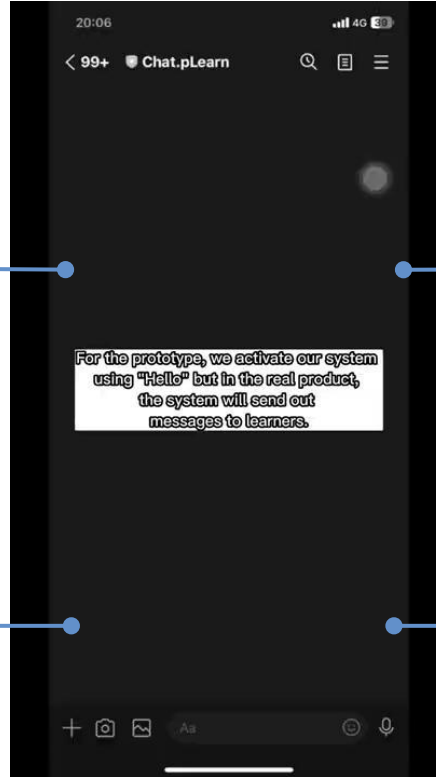 20:06 4G 39
99+ Chat.pLearn
For the prototype, we activate our system
using "Hello" but in the real product,
the system will send out
messages to learners.
Aa